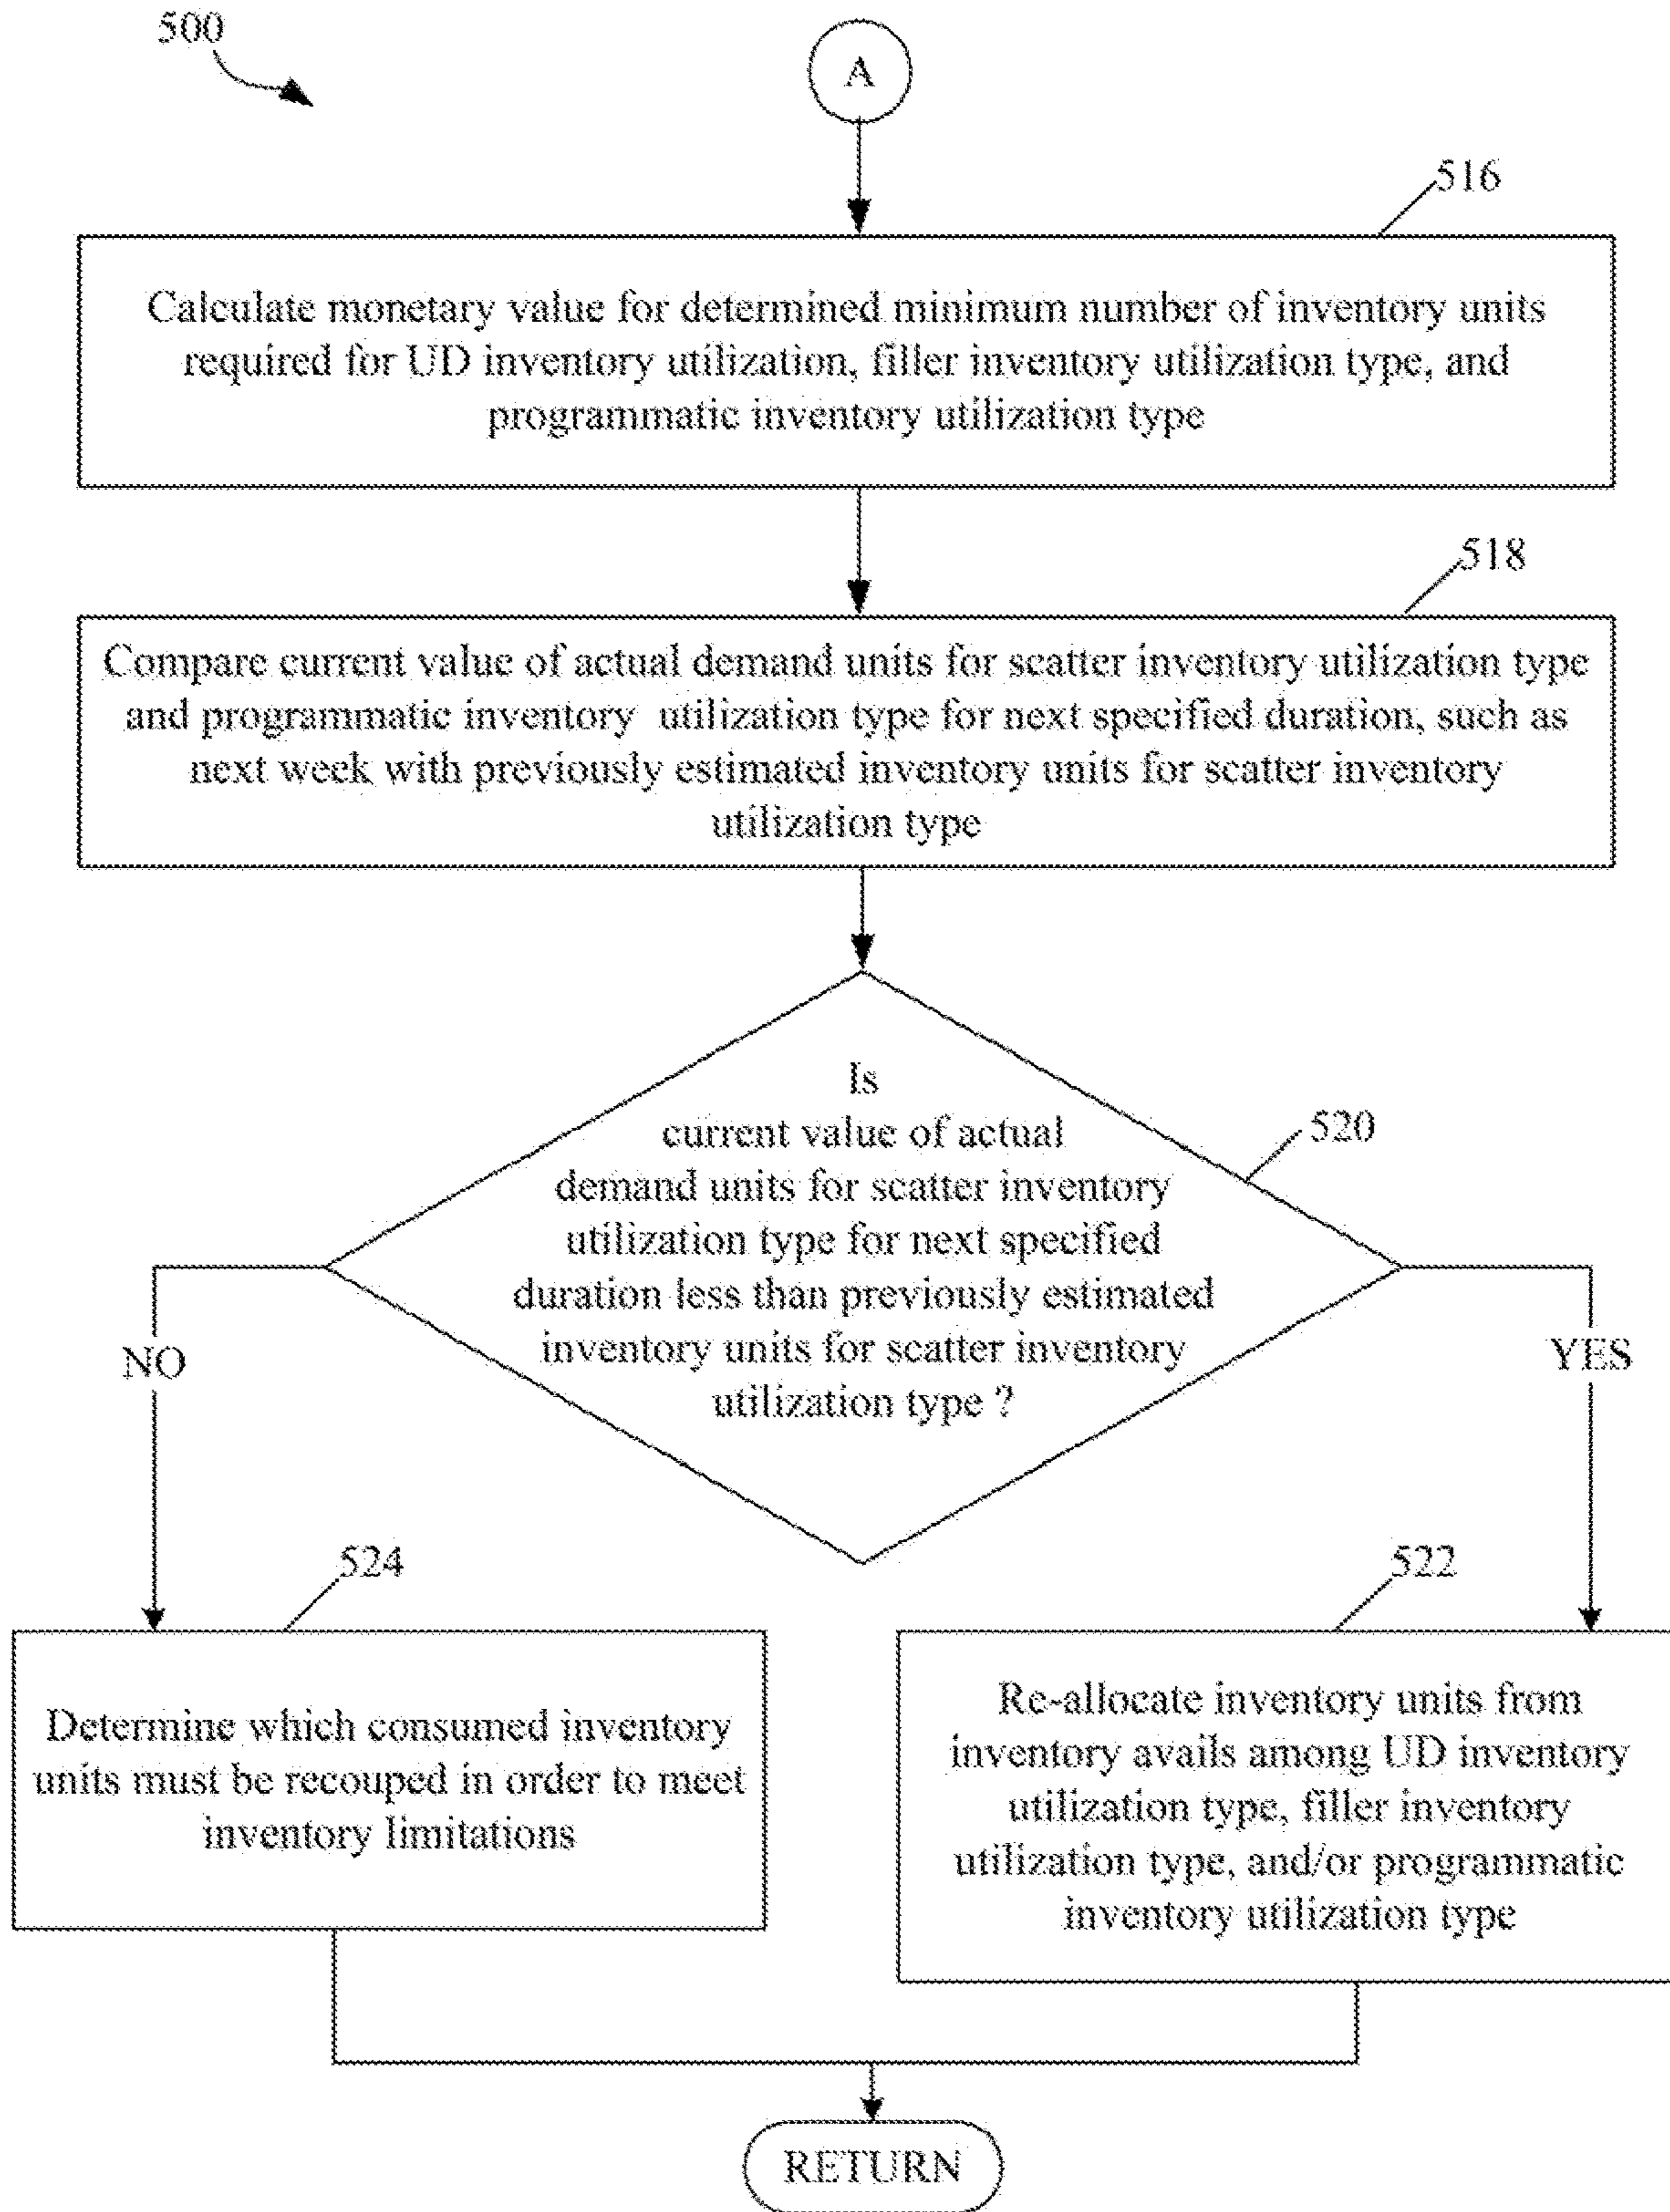 500
A
516
Calculate monetary value for determined minimum number of inventory units
required for UD inventory utilization, filler inventory utilization type, and
programmatic inventory utilization type
518
Compare current value of actual demand units for scatter inventory utilization type
and programmatic inventory utilization type for next specified duration, such as
next week with previously estimated inventory units for scatter inventory
utilization type
Is
current value of actual
demand units for scatter inventory
utilization type for next specified
duration less than previously estimated
inventory units for scatter inventory
utilization type ?
520
NO
YES
524
Determine which consumed inventory
units must be recouped in order to meet
inventory limitations
522
Re-allocate inventory units from
inventory avails among UD inventory
utilization type, filler inventory
utilization type, and/or programmatic
inventory utilization type
RETURN